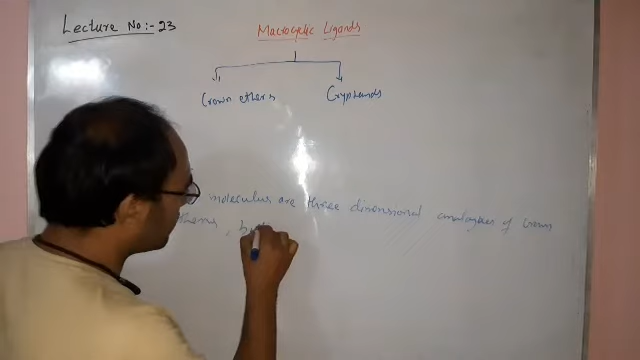 Lecture No:- 23
Macrocyclic Ligands
Crown ethers
Cryptands
molecules are three dimensional analogues of crown